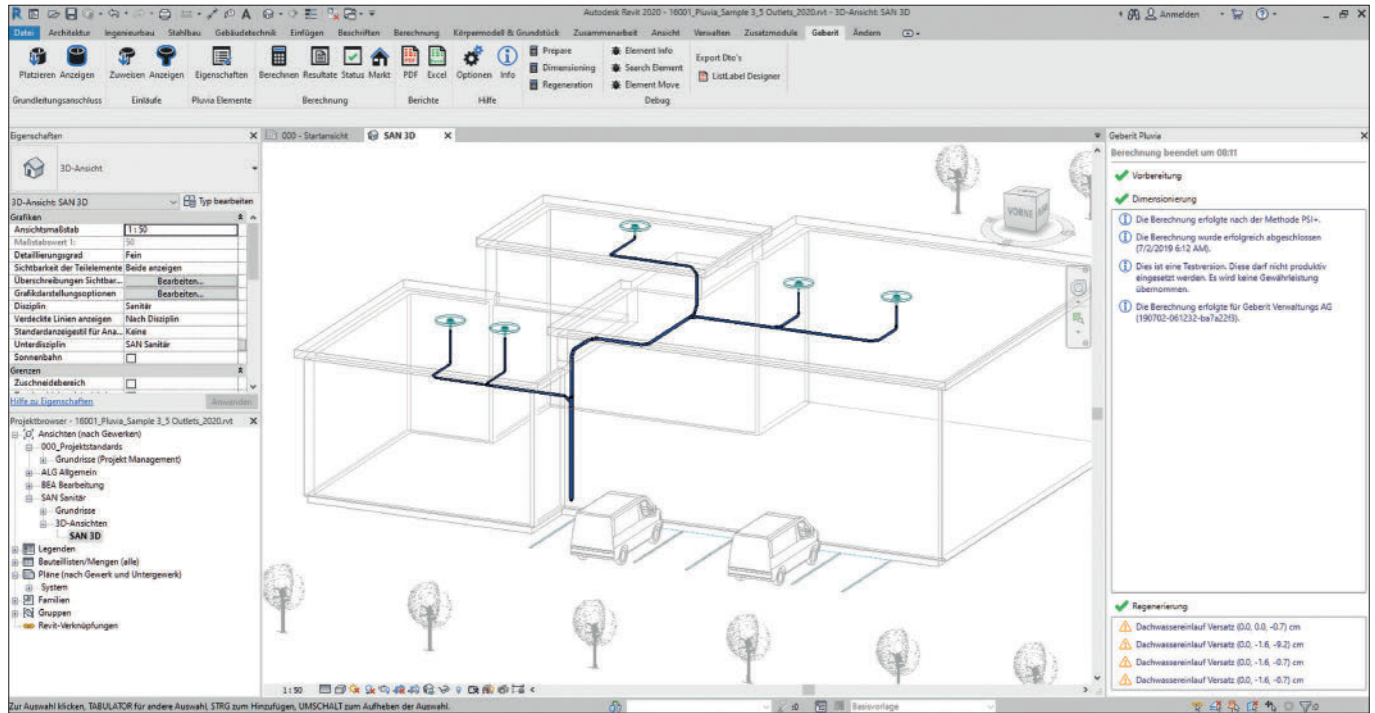 Autodesk Revit 2020 - 16001_Pluvia_Sample 3_5 Outlets_2020.rvt - 3D-Ansicht: SAN 3D
Anmelden
Datei Architektur Ingenieurbau Stahlbau Gebäudetechnik Einfügen Beschriften Berechnung Körpermodell & Grundstück Zusammenarbeit Ansicht Verwalten Zusatzmodule Geberit Ändern
Platzieren Anzeigen Zuweisen Anzeigen Eigenschaften Berechnen Resultate Status Markt PDF Excel Optionen Info
Prepare
Dimensioning
Regeneration
Element Info
Search Element
Element Move
Export Dto's
ListLabel Designer
Grundleitungsanschluss Einläufe Pluvia Elemente Berechnung Berichte Hilfe Debug
Eigenschaften
3D-Ansicht
3D-Ansicht: SAN 3D
Typ bearbeiten
Grafiken
Ansichtsmaßstab 1 : 50
Maßstabswert 1: 50
Detaillierungsgrad Fein
Sichtbarkeit der Teilelemente Beide anzeigen
Überschreibungen Sichtbar... Bearbeiten...
Grafikdarstellungsoptionen Bearbeiten...
Disziplin Sanitär
Verdeckte Linien anzeigen Nach Disziplin
Standardanzeigestil für Ana... Keine
Unterdisziplin SAN Sanitär
Sonnenbahn
Grenzen
Zuschneidebereich
Hilfe zu Eigenschaften Anwenden
Projektbrowser - 16001_Pluvia_Sample 3_5 Outlets_2020.rvt
Ansichten (nach Gewerken)
000_Projektstandards
Grundrisse (Projekt Management)
ALG Allgemein
BEA Bearbeitung
SAN Sanitär
Grundrisse
3D-Ansichten
SAN 3D
Legenden
Bauteillisten/Mengen (alle)
Pläne (nach Gewerk und Untergewerk)
System
Familien
Gruppen
Revit-Verknüpfungen
000 - Startansicht
SAN 3D
VORNE
1 : 50
Geberit Pluvia
Berechnung beendet um 08:11
Vorbereitung
Dimensionierung
Die Berechnung erfolgte nach der Methode PSI+.
Die Berechnung wurde erfolgreich abgeschlossen
(7/2/2019 6:12 AM).
Dies ist eine Testversion. Diese darf nicht produktiv
eingesetzt werden. Es wird keine Gewährleistung
übernommen.
Die Berechnung erfolgte für Geberit Verwaltungs AG
Regenerierung
Dachwassereinlauf Versatz (0.0, 0.0, -0.7) cm
Dachwassereinlauf Versatz (0.0, -1.6, -9.2) cm
Dachwassereinlauf Versatz (0.0, -1.6, -0.7) cm
Dachwassereinlauf Versatz (0.0, -1.6, -0.7) cm
Zur Auswahl klicken, TABULATOR für andere Auswahl, STRG zum Hinzufügen, UMSCHALT zum Aufheben der Auswahl.
:0
Basisvorlage
:0